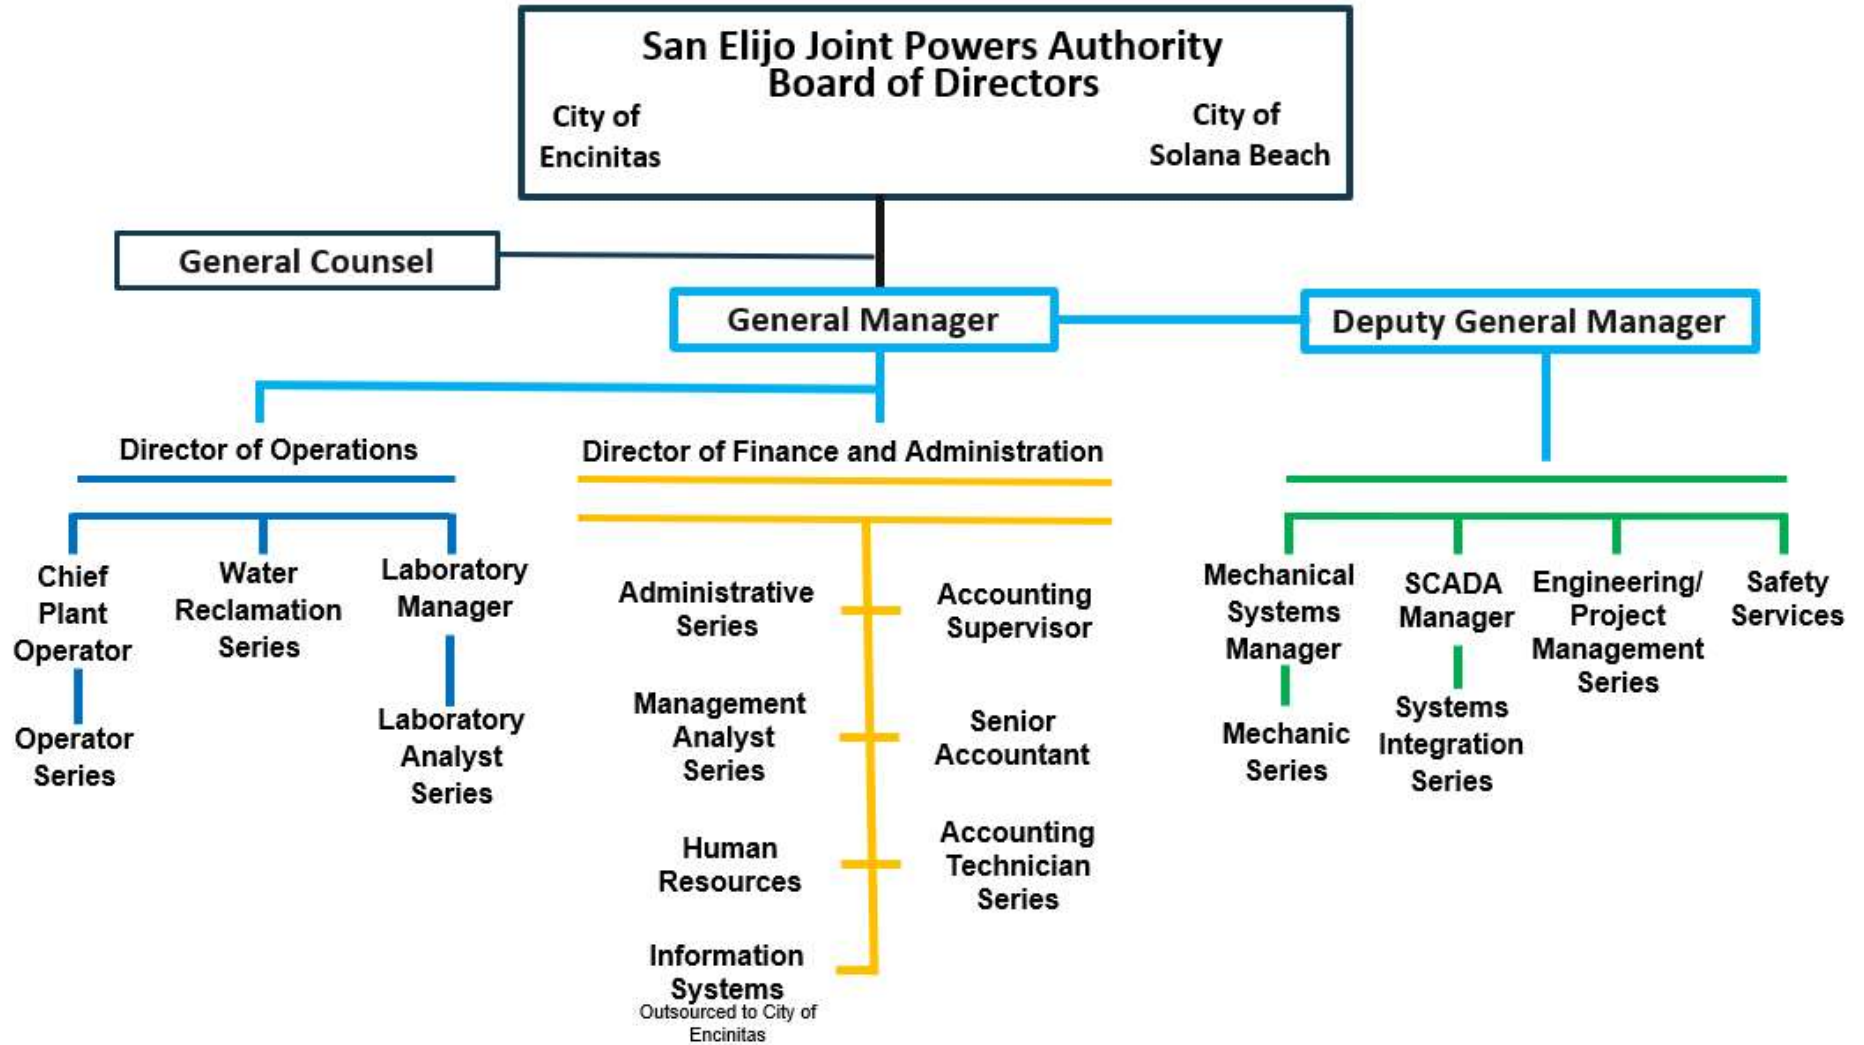 San Elijo Joint Powers Authority
Board of Directors
City of
Encinitas
City of
Solana Beach
General Counsel
General Manager
Deputy General Manager
Director of Operations
Director of Finance and Administration
Chief
Plant
Operator
Water
Reclamation
Series
Laboratory
Manager
Operator
Series
Laboratory
Analyst
Series
Administrative
Series
Accounting
Supervisor
Management
Analyst
Series
Senior
Accountant
Human
Resources
Accounting
Technician
Series
Information
Systems
Outsourced to City of
Encinitas
Mechanical
Systems
Manager
SCADA
Manager
Engineering/
Project
Management
Series
Safety
Services
Mechanic
Series
Systems
Integration
Series